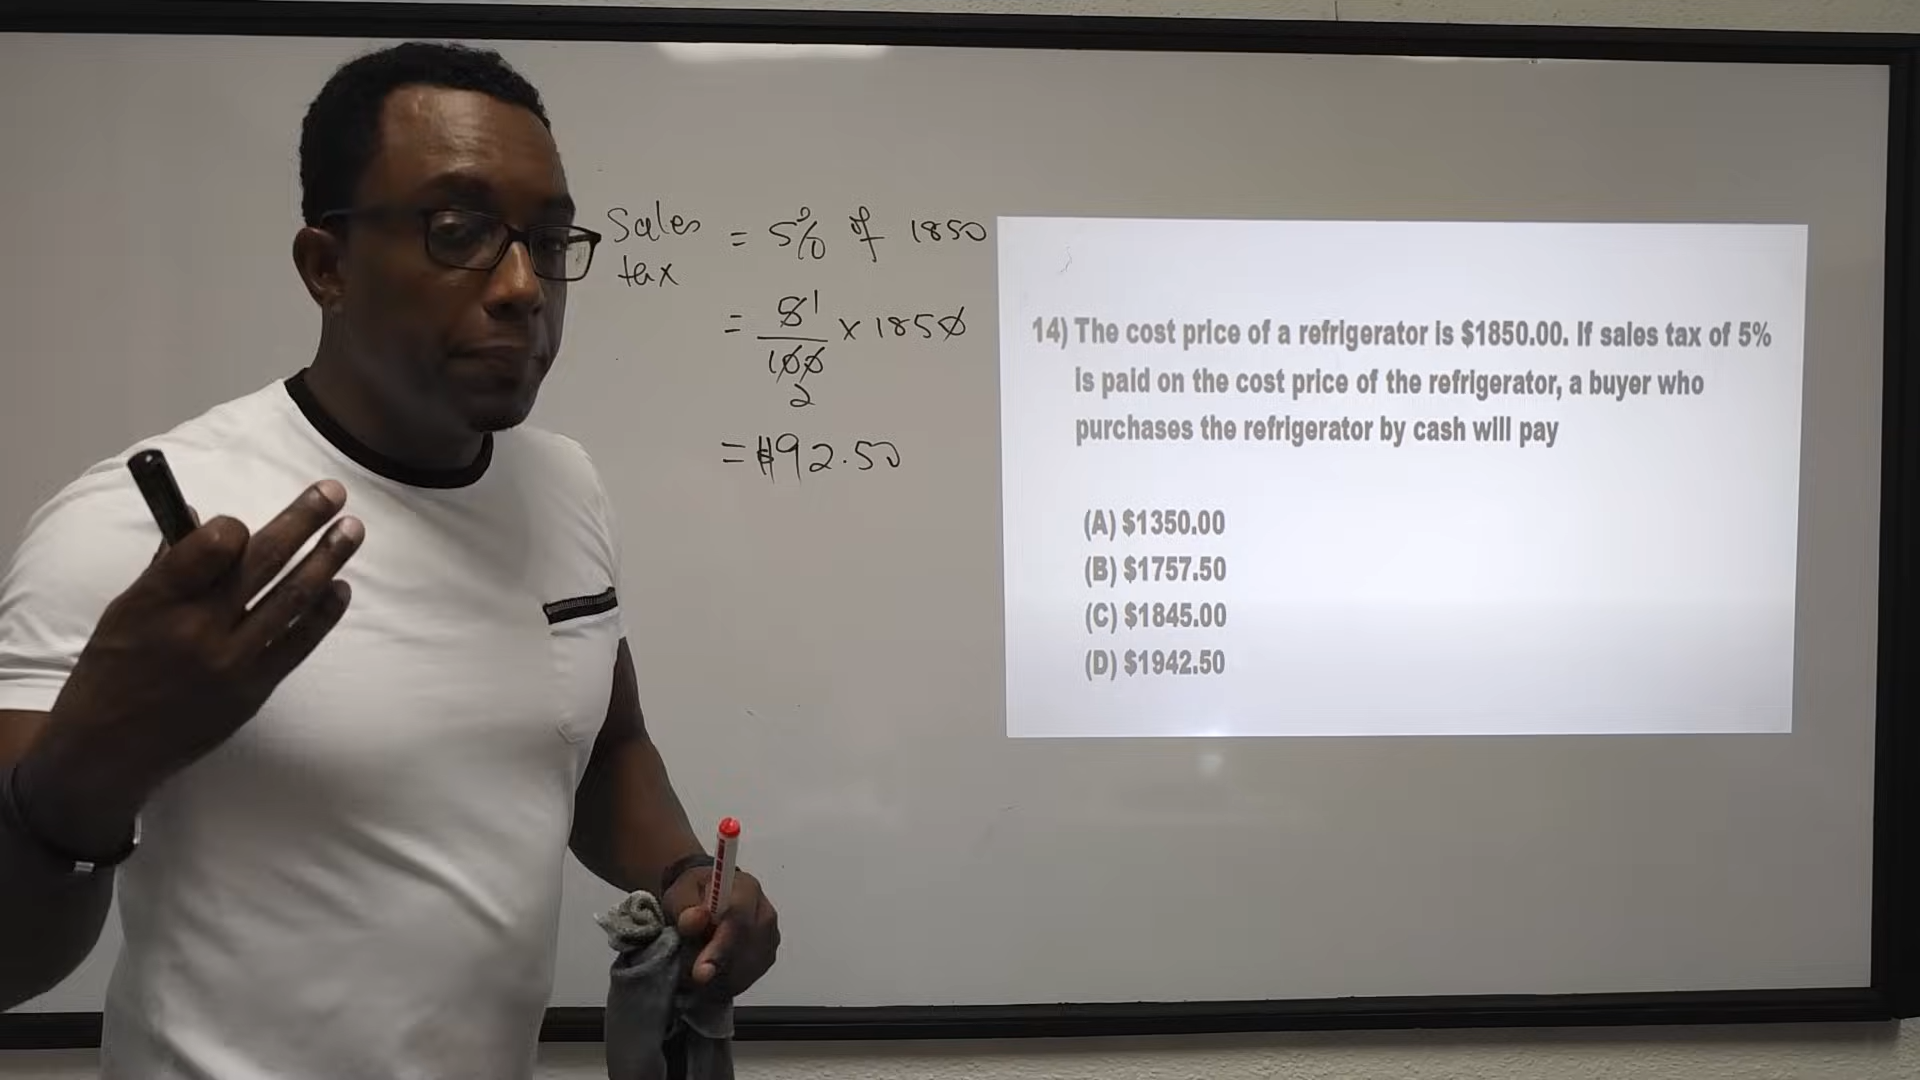 Sales tax = 5% of 1850
= 5 1 / 100 2 x 1850
= $92.50
14) The cost price of a refrigerator is $1850.00. If sales tax of 5%
is paid on the cost price of the refrigerator, a buyer who
purchases the refrigerator by cash will pay
(A) $1350.00
(B) $1757.50
(C) $1845.00
(D) $1942.50